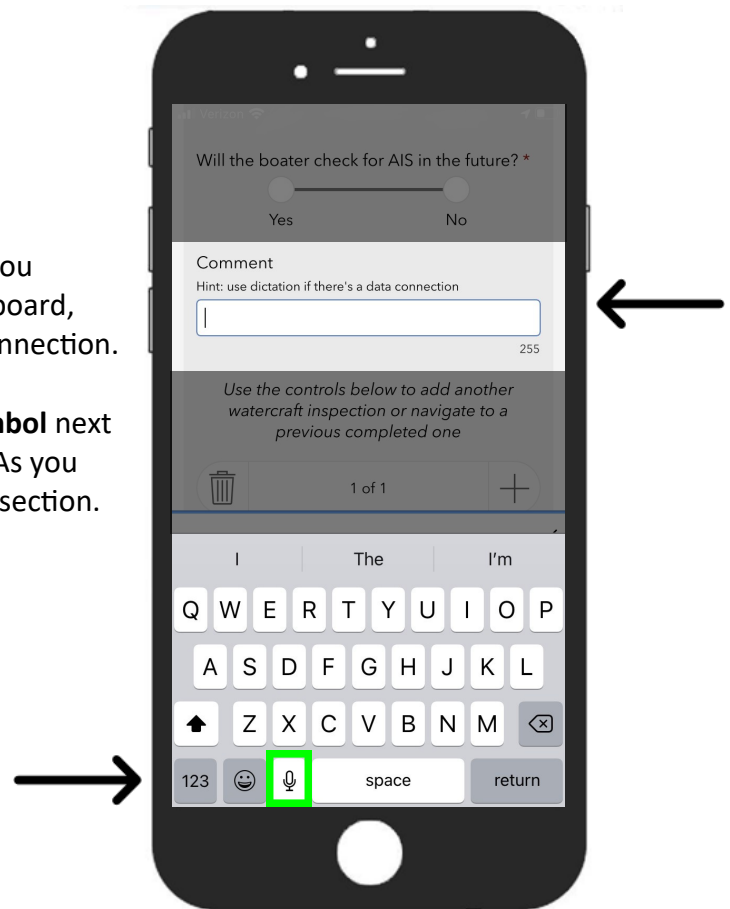 Verizon
Will the boater check for AIS in the future? *
Yes No
ou
Comment
Hint: use dictation if there's a data connection
oard,
nnection.
255
Use the controls below to add another
watercraft inspection or navigate to a
previous completed one
bol next
As you
section.
1 of 1
I The I'm
Q W E R T Y U I O P
A S D F G H J K L
Z X C V B N M
123 space return